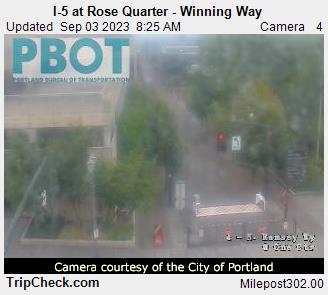 I-5 at Rose Quarter - Winning Way
Updated Sep 03 2023 8:25 AM Camera 4
PBOT
PORTLAND BUREAU OF TRANSPORTATION
Camera courtesy of the City of Portland
TripCheck.com Milepost302.00